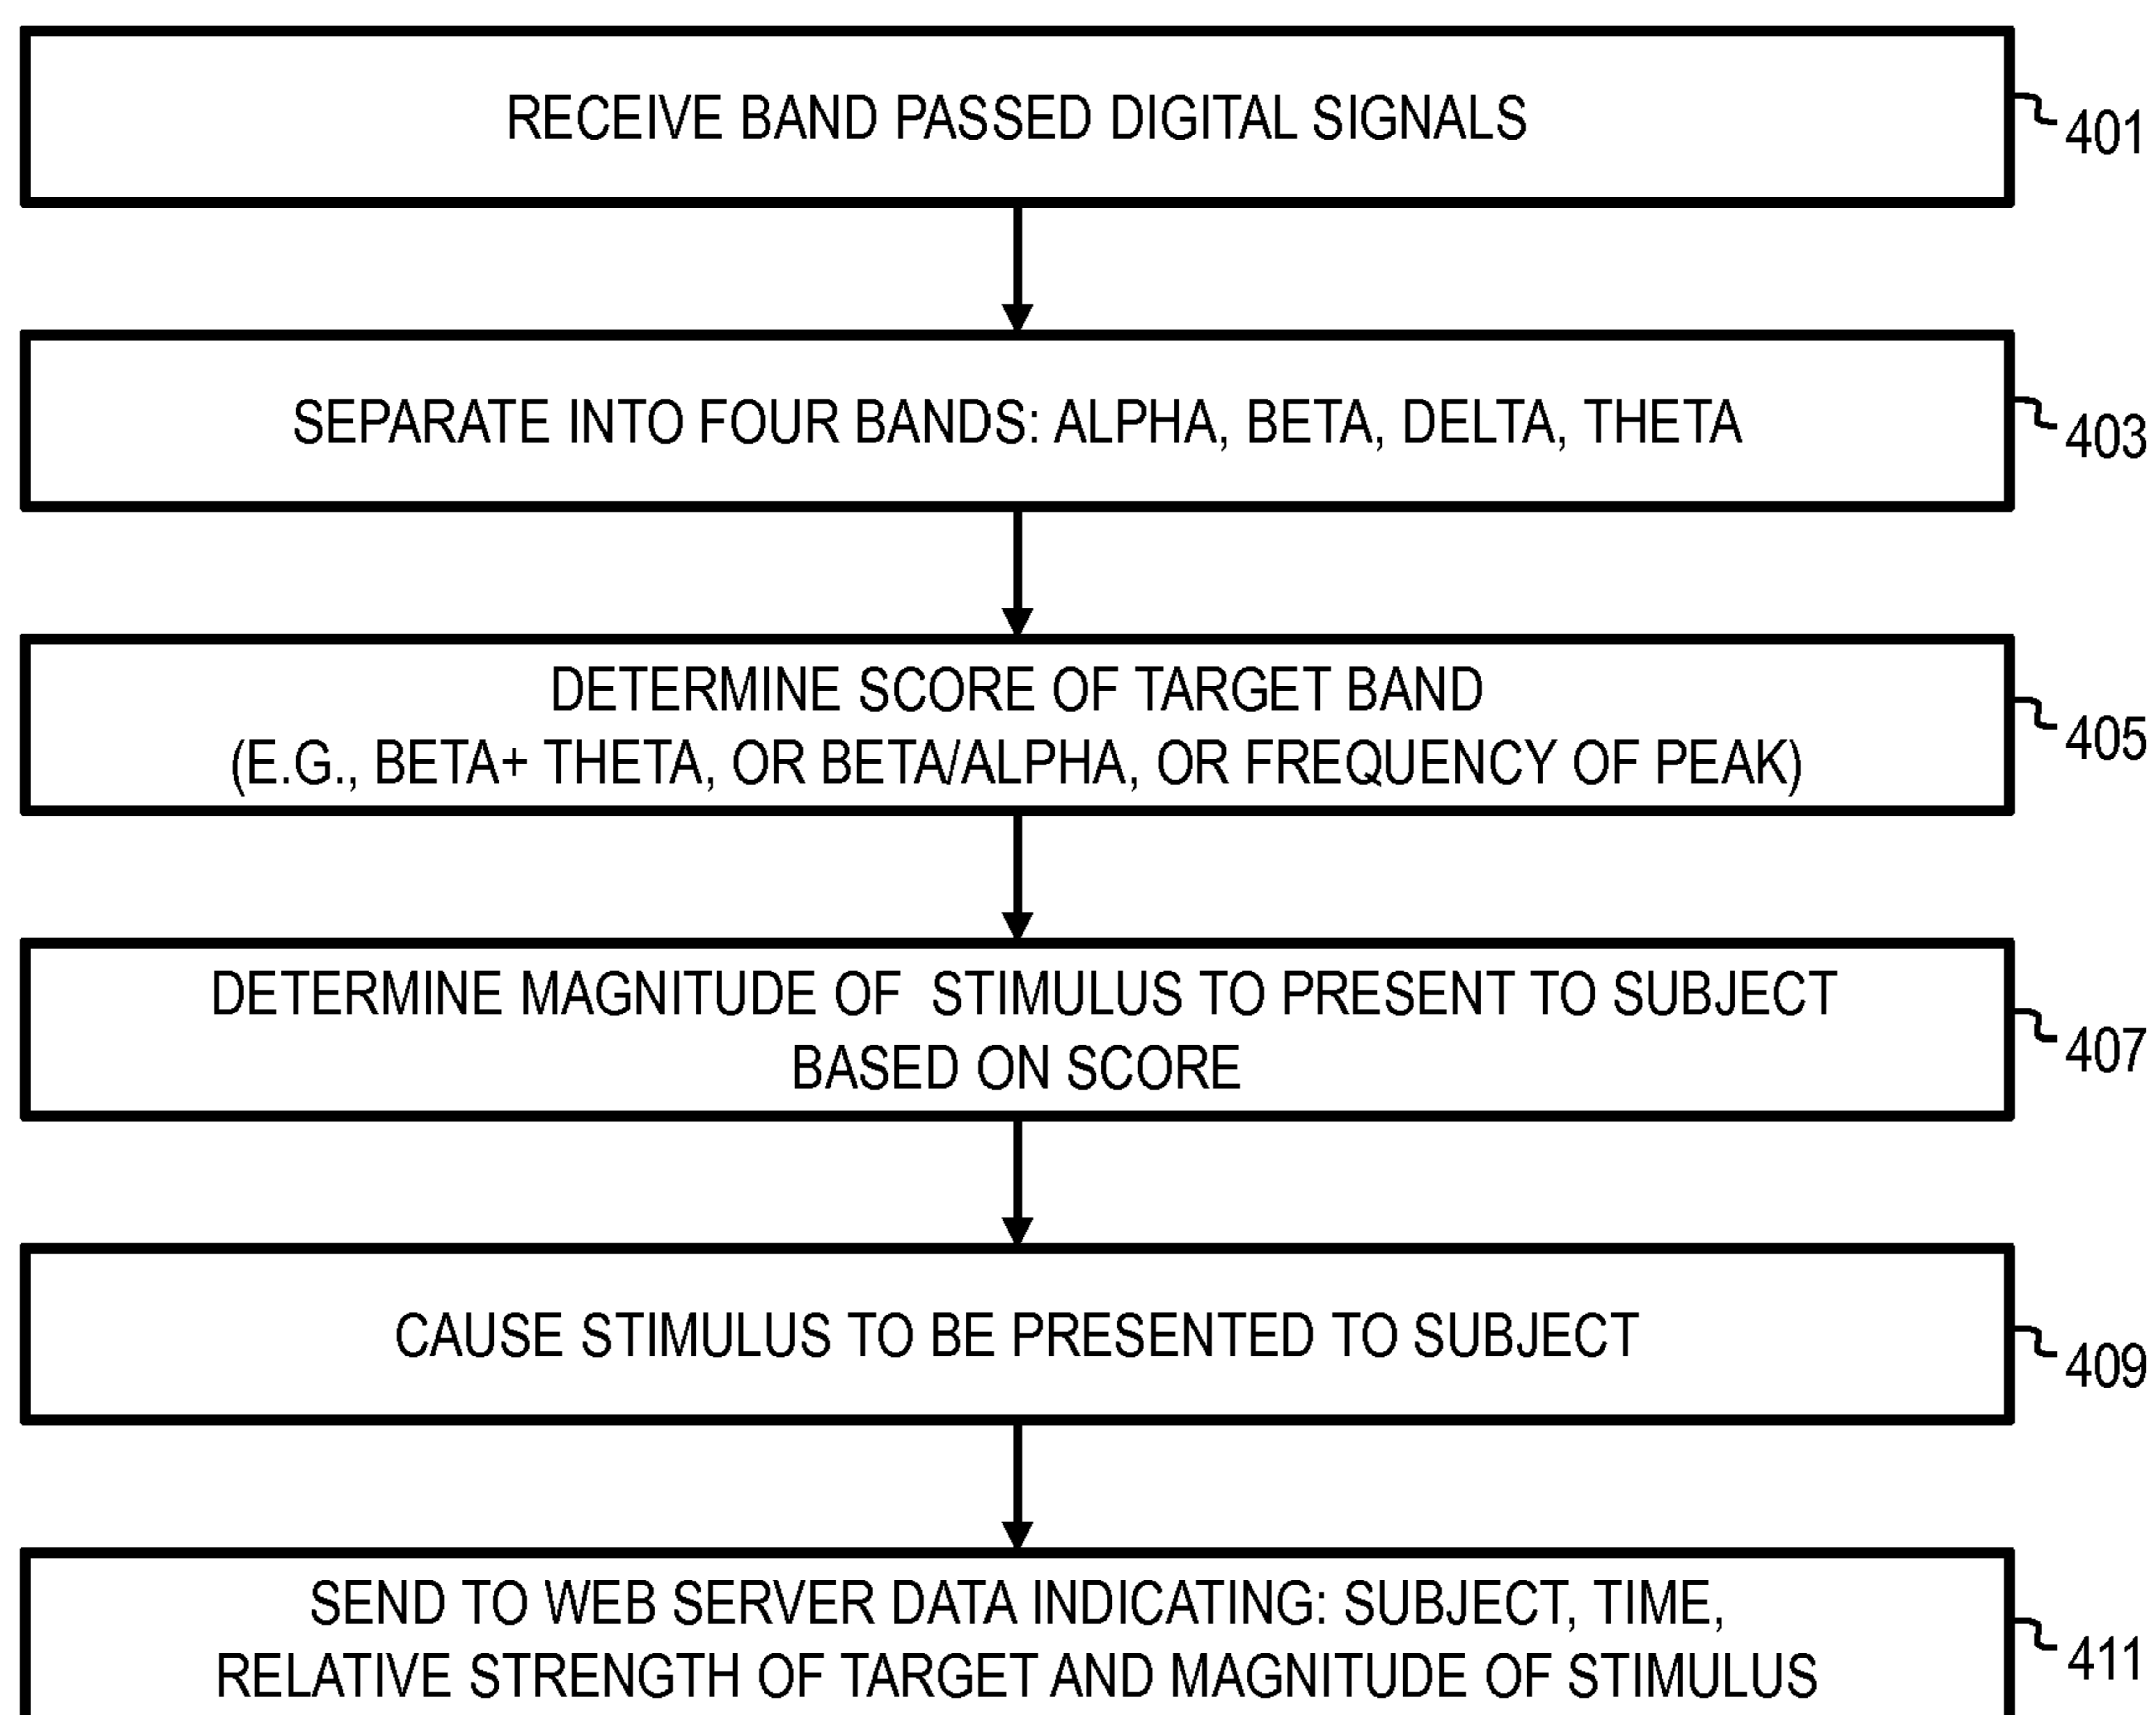 RECEIVE BAND PASSED DIGITAL SIGNALS
401
SEPARATE INTO FOUR BANDS: ALPHA, BETA, DELTA, THETA
403
DETERMINE SCORE OF TARGET BAND
(E.G., BETA+ THETA, OR BETA/ALPHA, OR FREQUENCY OF PEAK)
405
DETERMINE MAGNITUDE OF STIMULUS TO PRESENT TO SUBJECT
BASED ON SCORE
407
CAUSE STIMULUS TO BE PRESENTED TO SUBJECT
409
SEND TO WEB SERVER DATA INDICATING: SUBJECT, TIME,
RELATIVE STRENGTH OF TARGET AND MAGNITUDE OF STIMULUS
411